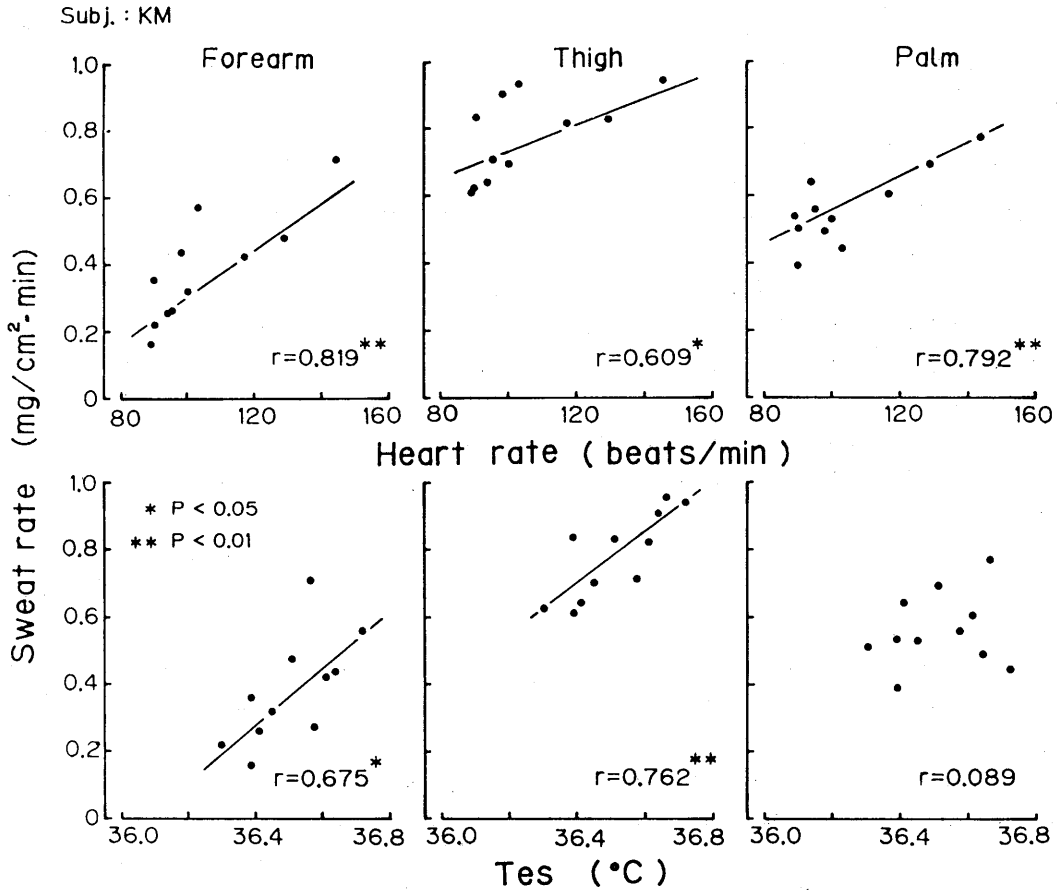 Subj. : KM
Forearm Thigh Palm
1.0
0.8
0.6
0.4
0.2
0
r=0.819** r=0.609* r=0.792**
80 120 160 80 120 160 80 120 160
Heart rate ( beats/min )
Sweat rate (mg/cm²-min)
1.0
0.8
0.6
0.4
0.2
0
* P < 0.05
** P < 0.01
r=0.675* r=0.762** r=0.089
36.0 36.4 36.8 36.0 36.4 36.8 36.0 36.4 36.8
Tes (°C)